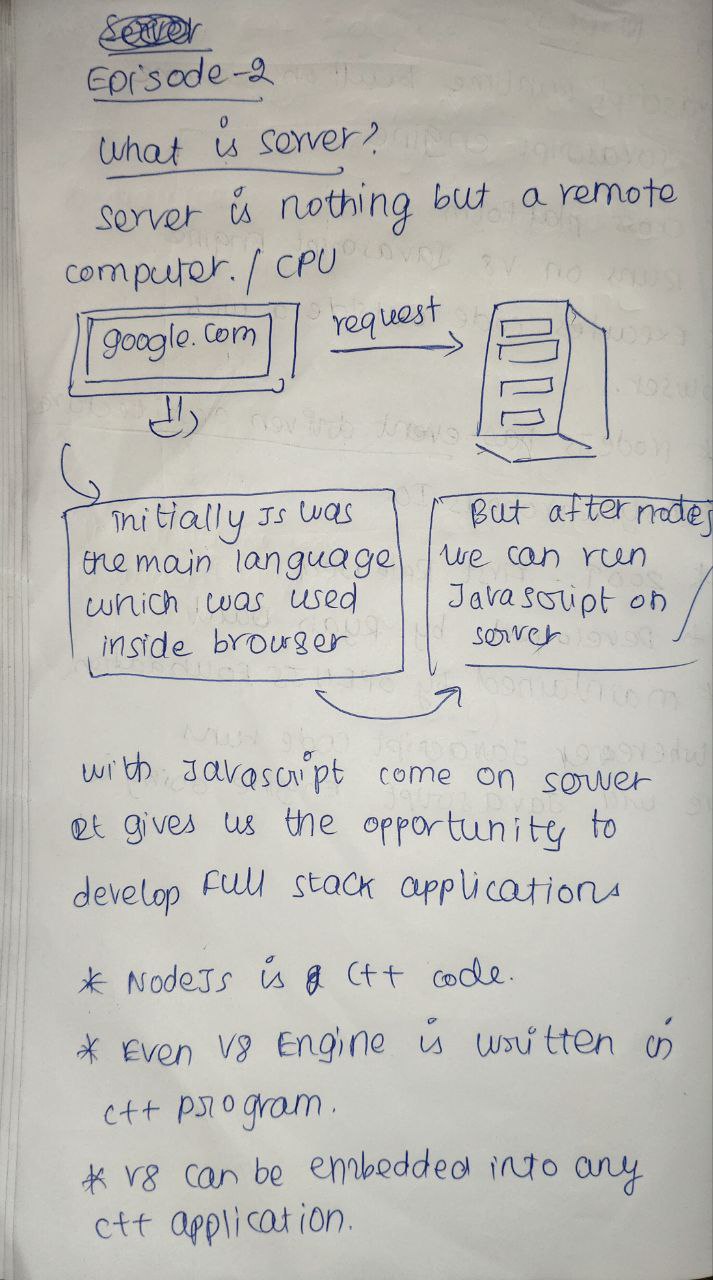 Server
Episode-2
What is server?
server is nothing but a remote
computer. / CPU
google.com
request
initially JS was
the main language
which was used
inside browser
But after nodejs
we can run
Javascript on
server
with Javascript come on server
et gives us the opportunity to
develop Full stack applications
* NodeJs is C++ code.
* Even V8 Engine is written in
c++ program.
* V8 can be embedded into any
c++ application.